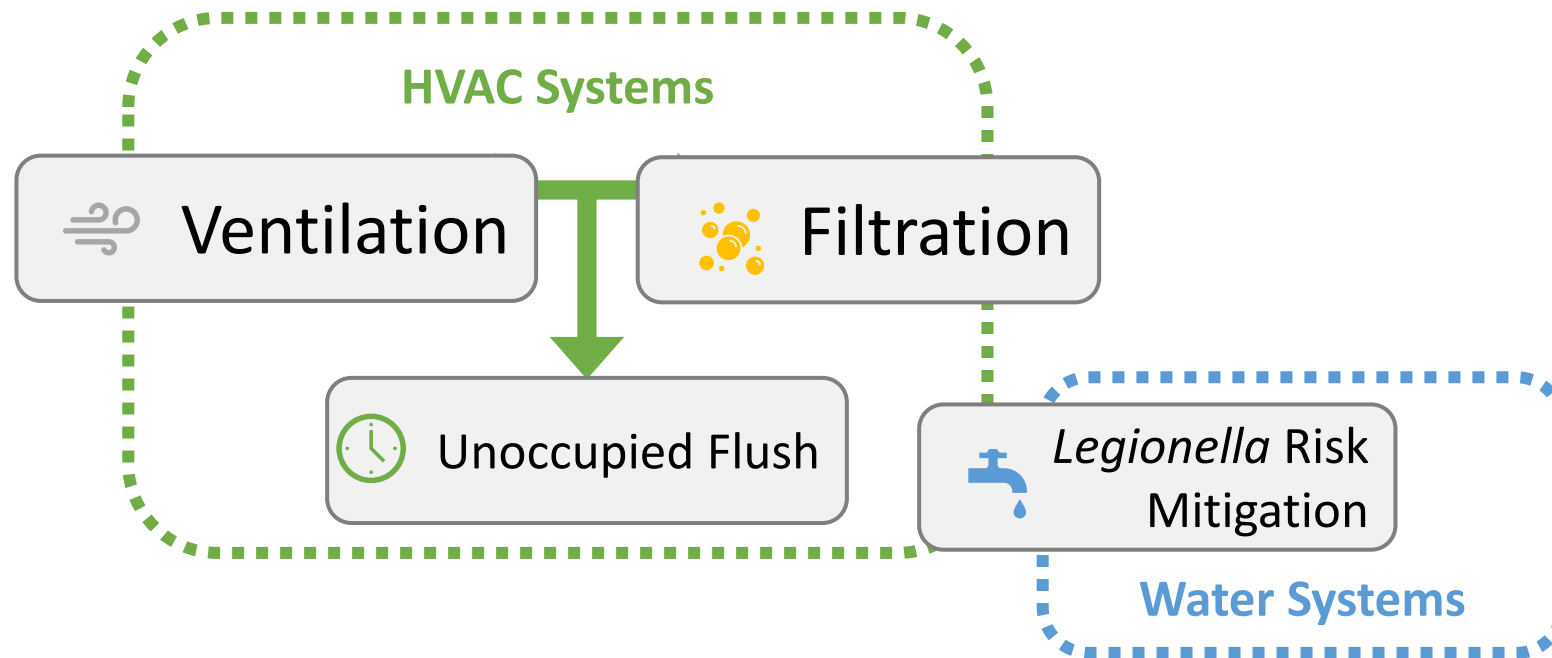 HVAC Systems
Ventilation
Filtration
Unoccupied Flush
Legionella Risk
Mitigation
Water Systems